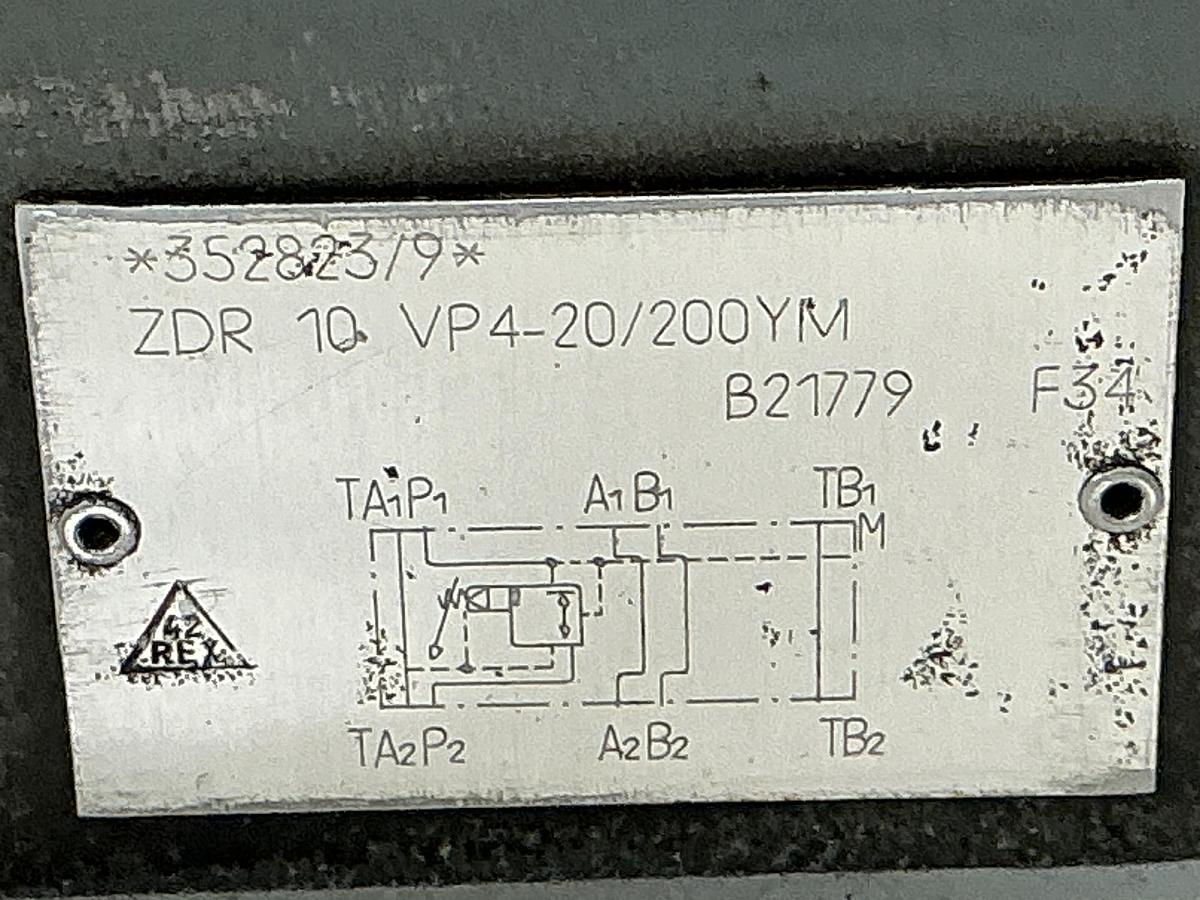 *352823/9*
ZDR 10 VP4-20/200YM
B21779 F34
TA1P1 A1B1 TB1
M
42
REX
TA2P2 A2B2 TB2